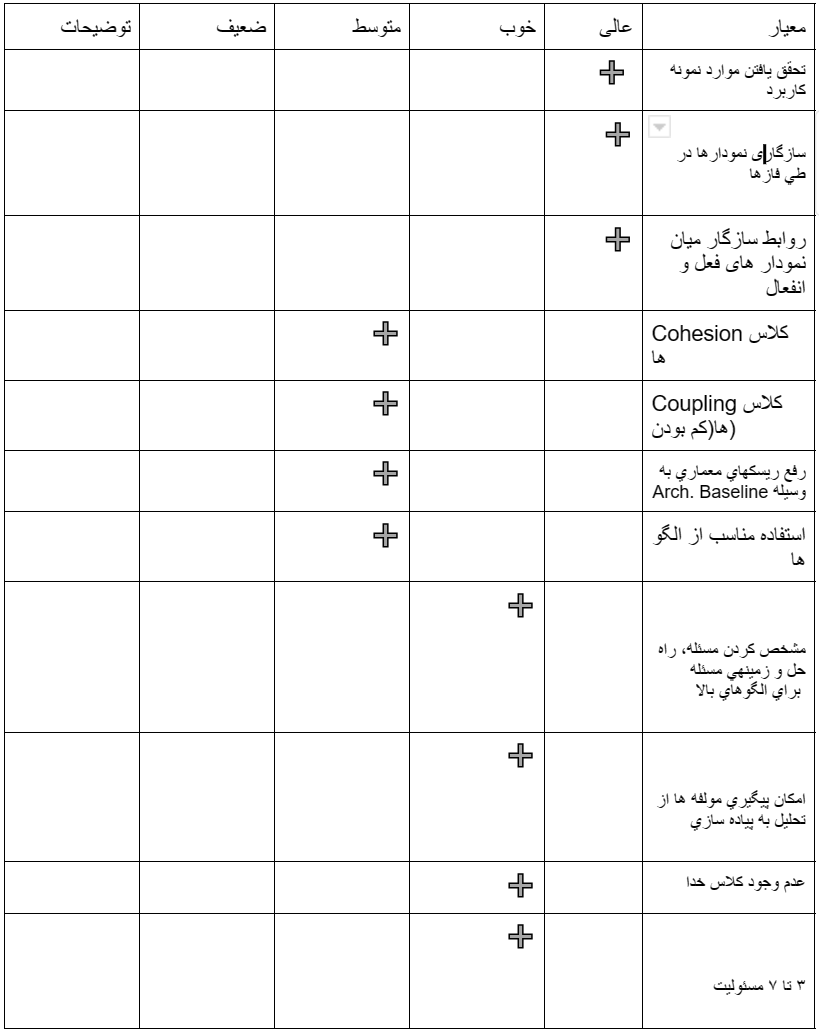 معیار عالی خوب متوسط ضعیف توضیحات
تحقق یافتن موارد نمونه
کاربرد
سازگاری نمودارها در
طي فازها
روابط سازگار میان
نمودار های فعل و
انفعال
کلاس Cohesion
ها
کلاس Coupling
(ها(کم بودن
رفع ریسکهاي معماري به
وسیله Arch. Baseline
استفاده مناسب از الگو
ها
مشخص کردن مسئله، راه
حل و زمینهي مسئله
براي الگوهاي بالا
امکان پیگیري مولفه ها از
تحلیل به پیاده سازي
عدم وجود کلاس خدا
۳ تا ۷ مسئولیت